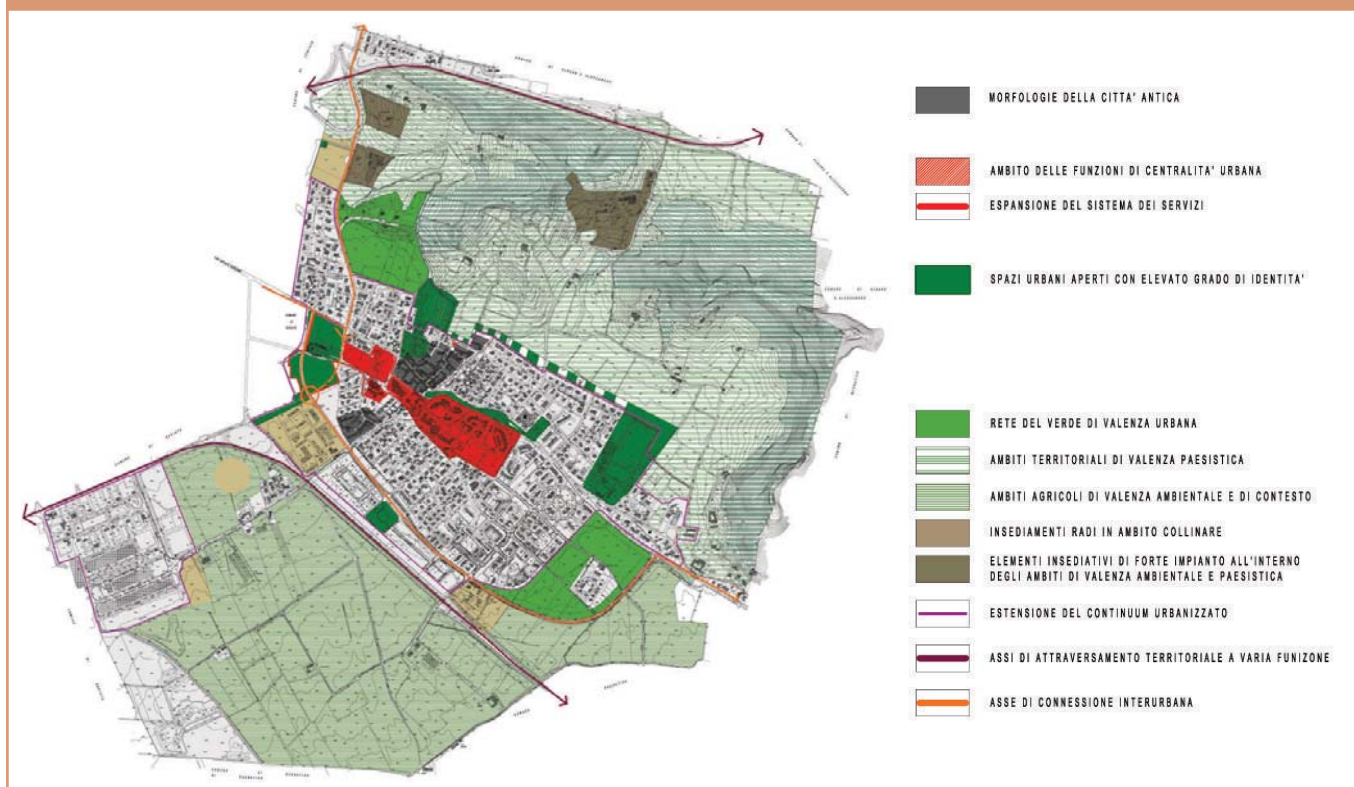 MORFOLOGIE DELLA CITTA' ANTICA
AMBITO DELLE FUNZIONI DI CENTRALITA' URBANA
ESPANSIONE DEL SISTEMA DEI SERVIZI
SPAZI URBANI APERTI CON ELEVATO GRADO DI IDENTITA'
RETE DEL VERDE DI VALENZA URBANA
AMBITI TERRITORIALI DI VALENZA PAESISTICA
AMBITI AGRICOLI DI VALENZA AMBIENTALE E DI CONTESTO
INSEDIAMENTI RADI IN AMBITO COLLINARE
ELEMENTI INSEDIATIVI DI FORTE IMPIANTO ALL'INTERNO
DEGLI AMBITI DI VALENZA AMBIENTALE E PAESISTICA
ESTENSIONE DEL CONTINUUM URBANIZZATO
ASSI DI ATTRAVERSAMENTO TERRITORIALE A VARIA FUNIZONE
ASSE DI CONNESSIONE INTERURBANA